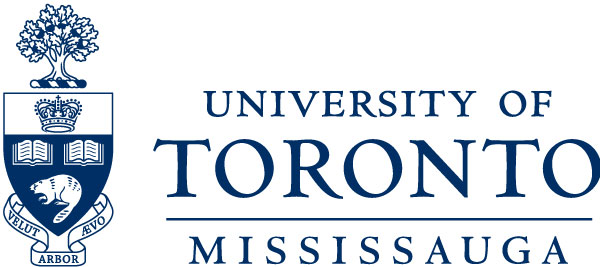 UNIVERSITY OF
TORONTO
MISSISSAUGA
VELUT
ARBOR
ÆVO